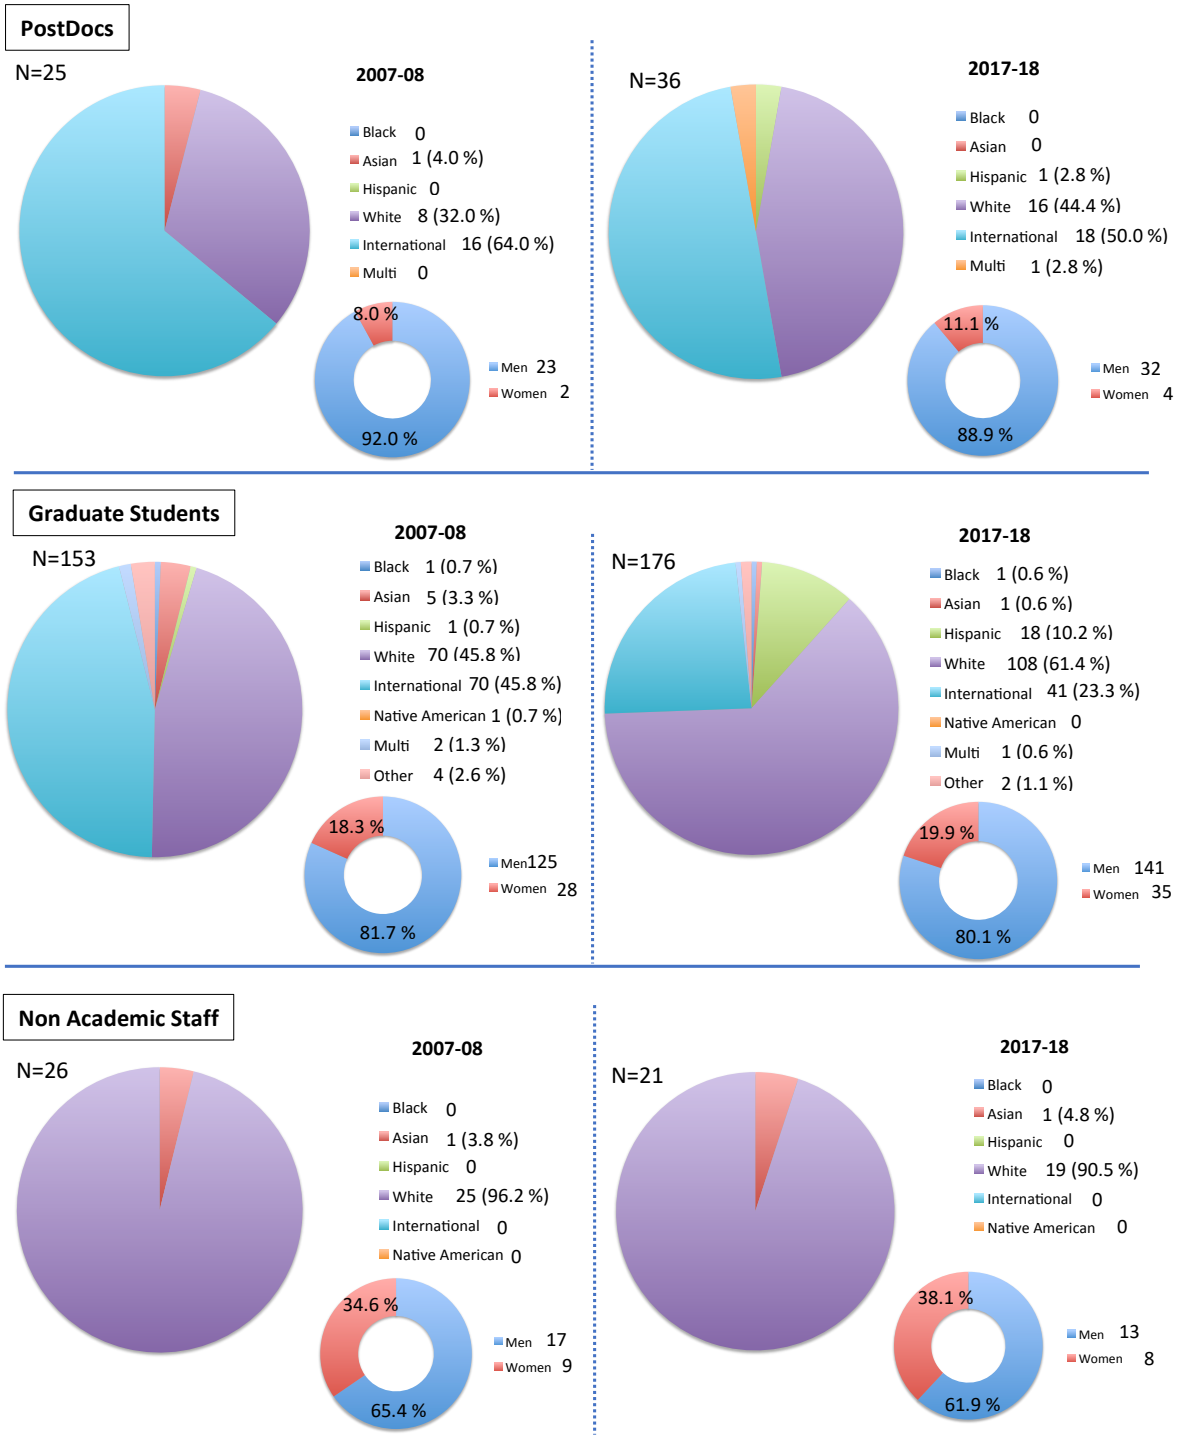 PostDocs
N=25
2007-08
Black 0
Asian 1 (4.0 %)
Hispanic 0
White 8 (32.0 %)
International 16 (64.0 %)
Multi 0
8.0 %
92.0 %
Men 23
Women 2
N=36
2017-18
Black 0
Asian 0
Hispanic 1 (2.8 %)
White 16 (44.4 %)
International 18 (50.0 %)
Multi 1 (2.8 %)
11.1 %
88.9 %
Men 32
Women 4
Graduate Students
N=153
2007-08
Black 1 (0.7 %)
Asian 5 (3.3 %)
Hispanic 1 (0.7 %)
White 70 (45.8 %)
International 70 (45.8 %)
Native American 1 (0.7 %)
Multi 2 (1.3 %)
Other 4 (2.6 %)
18.3 %
81.7 %
Men 125
Women 28
N=176
2017-18
Black 1 (0.6 %)
Asian 1 (0.6 %)
Hispanic 18 (10.2 %)
White 108 (61.4 %)
International 41 (23.3 %)
Native American 0
Multi 1 (0.6 %)
Other 2 (1.1 %)
19.9 %
80.1 %
Men 141
Women 35
Non Academic Staff
N=26
2007-08
Black 0
Asian 1 (3.8 %)
Hispanic 0
White 25 (96.2 %)
International 0
Native American 0
34.6 %
65.4 %
Men 17
Women 9
N=21
2017-18
Black 0
Asian 1 (4.8 %)
Hispanic 0
White 19 (90.5 %)
International 0
Native American 0
38.1 %
61.9 %
Men 13
Women 8